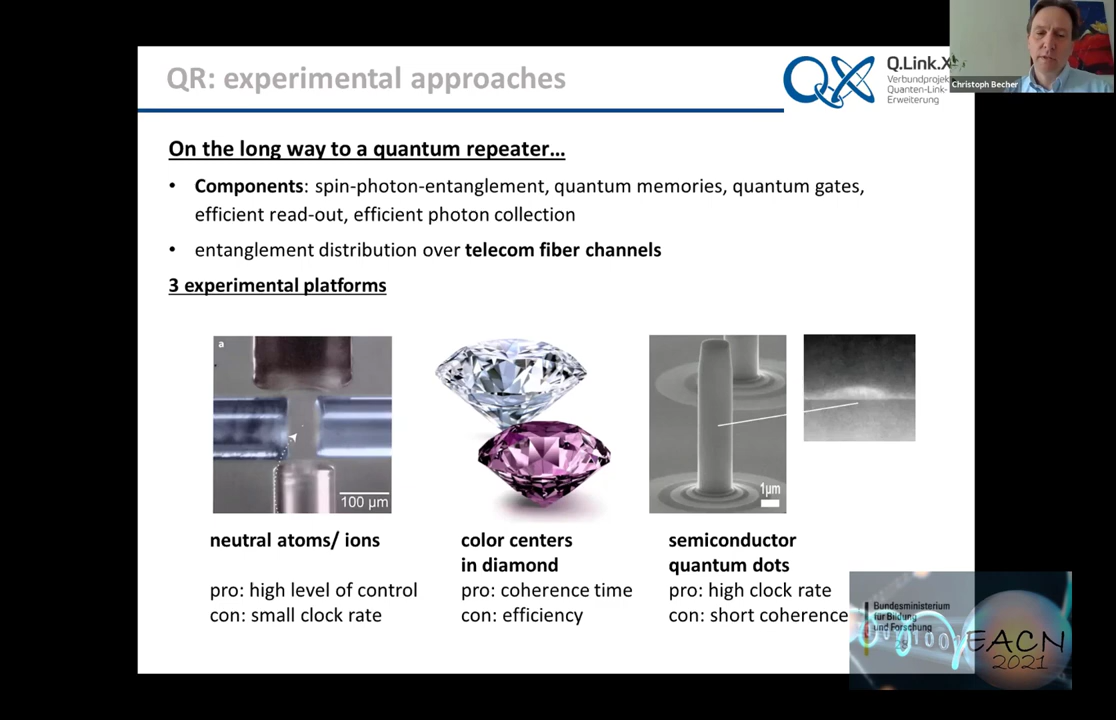 QR: experimental approaches
Q.Link.X
Verbundprojekt
Quanten-Link-
Erweiterung
Christoph Becher
On the long way to a quantum repeater…
• Components: spin-photon-entanglement, quantum memories, quantum gates,
efficient read-out, efficient photon collection
• entanglement distribution over telecom fiber channels
3 experimental platforms
a
100 µm
1µm
neutral atoms/ ions
pro: high level of control
con: small clock rate
color centers
in diamond
pro: coherence time
con: efficiency
semiconductor
quantum dots
pro: high clock rate
con: short coherence
Bundesministerium
für Bildung
und Forschung
EACN
2021